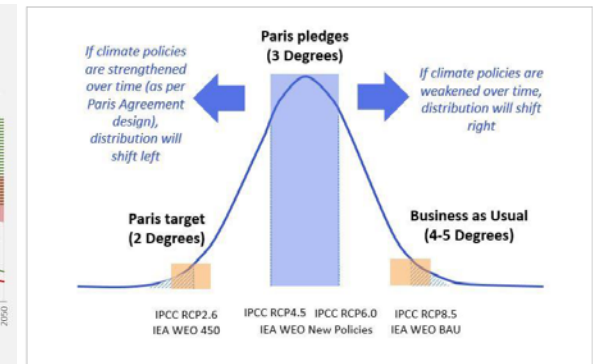 Paris pledges
(3 Degrees)
If climate policies
are strengthened
over time (as per
Paris Agreement
design),
distribution will
shift left
If climate policies are
weakened over time,
distribution will shift
right
Paris target
(2 Degrees)
Business as Usual
(4-5 Degrees)
IPCC RCP2.6
IEA WEO 450
IPCC RCP4.5 IPCC RCP6.0
IEA WEO New Policies
IPCC RCP8.5
IEA WEO BAU
2050